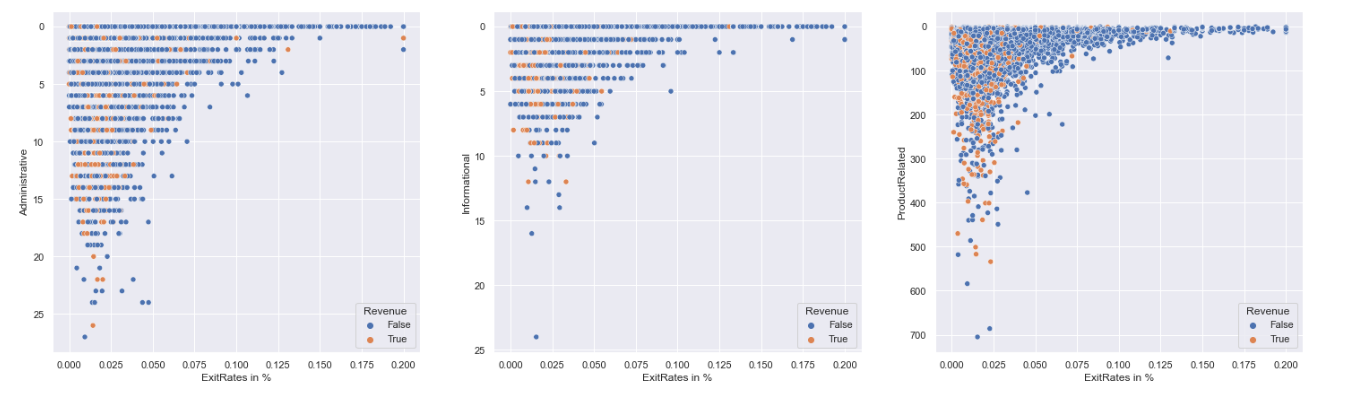 Administrative
0
5
10
15
20
25
0.000 0.025 0.050 0.075 0.100 0.125 0.150 0.175 0.200
ExitRates in %
Revenue
False
True
Informational
0
5
10
15
20
25
0.000 0.025 0.050 0.075 0.100 0.125 0.150 0.175 0.200
ExitRates in %
Revenue
False
True
ProductRelated
0
100
200
300
400
500
600
700
0.000 0.025 0.050 0.075 0.100 0.125 0.150 0.175 0.200
ExitRates in %
Revenue
False
True